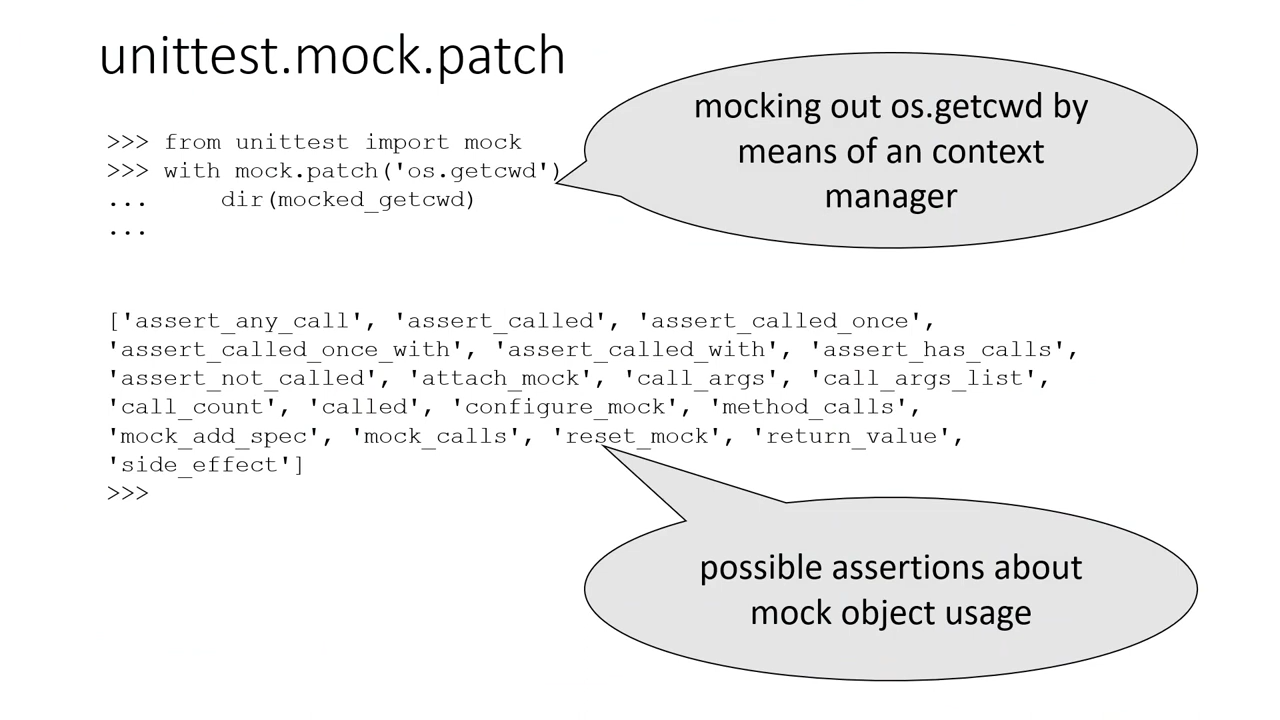 unittest.mock.patch
mocking out os.getcwd by
means of an context
manager
>>> from unittest import mock
>>> with mock.patch('os.getcwd')
...     dir(mocked_getcwd)
...
['assert_any_call', 'assert_called', 'assert_called_once',
'assert_called_once_with', 'assert_called_with', 'assert_has_calls',
'assert_not_called', 'attach_mock', 'call_args', 'call_args_list',
'call_count', 'called', 'configure_mock', 'method_calls',
'mock_add_spec', 'mock_calls', 'reset_mock', 'return_value',
'side_effect']
>>>
possible assertions about
mock object usage